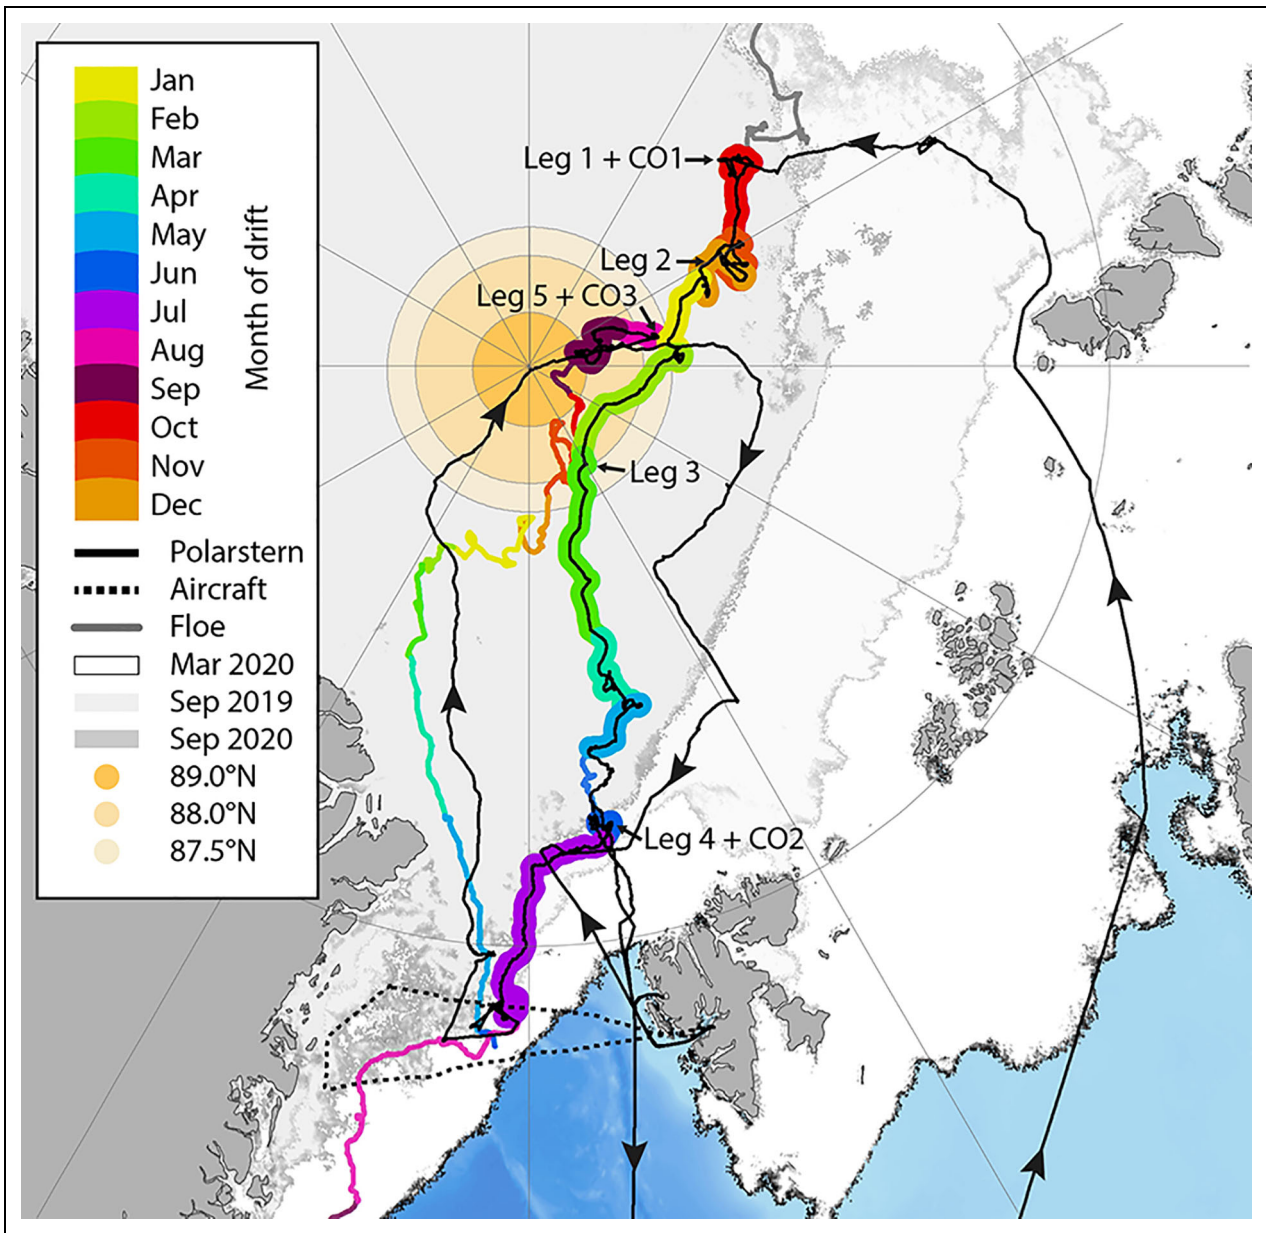 Jan
Feb
Mar
Apr
May
Jun
Jul
Aug
Sep
Oct
Nov
Dec
Month of drift
Polarstern
Aircraft
Floe
Mar 2020
Sep 2019
Sep 2020
89.0°N
88.0°N
87.5°N
Leg 1 + CO1
Leg 2
Leg 5 + CO3
Leg 3
Leg 4 + CO2